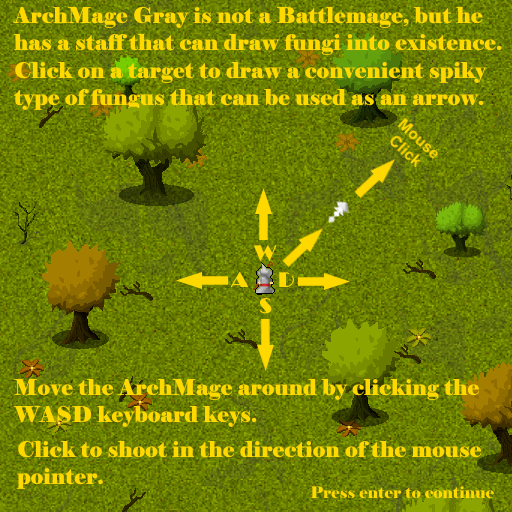 ArchMage Gray is not a Battlemage, but he
has a staff that can draw fungi into existence.
Click on a target to draw a convenient spiky
type of fungus that can be used as an arrow.
Mouse
Click
W
A D
S
Move the ArchMage around by clicking the
WASD keyboard keys.
Click to shoot in the direction of the mouse
pointer.
Press enter to continue